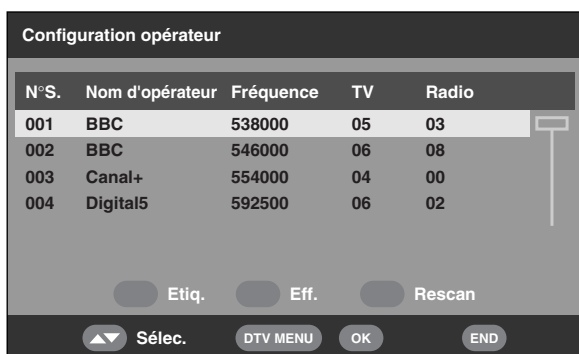 Configuration opérateur
N°S. Nom d'opérateur Fréquence TV Radio
001 BBC 538000 05 03
002 BBC 546000 06 08
003 Canal+ 554000 04 00
004 Digital5 592500 06 02
Etiq. Eff. Rescan
Sélec. DTV MENU OK END